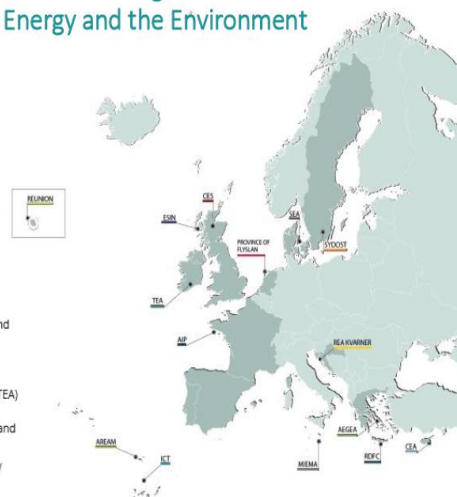 Energy and the Environment
REUNION
CES
ESIN
SEA
PROVINCE OF
FLYSLAN
SYDOST
TEA
nd
AIP
REA KVARNER
TEA)
and
AREAM
ICT
AEGEA
MIEMA
RDFC
CEA